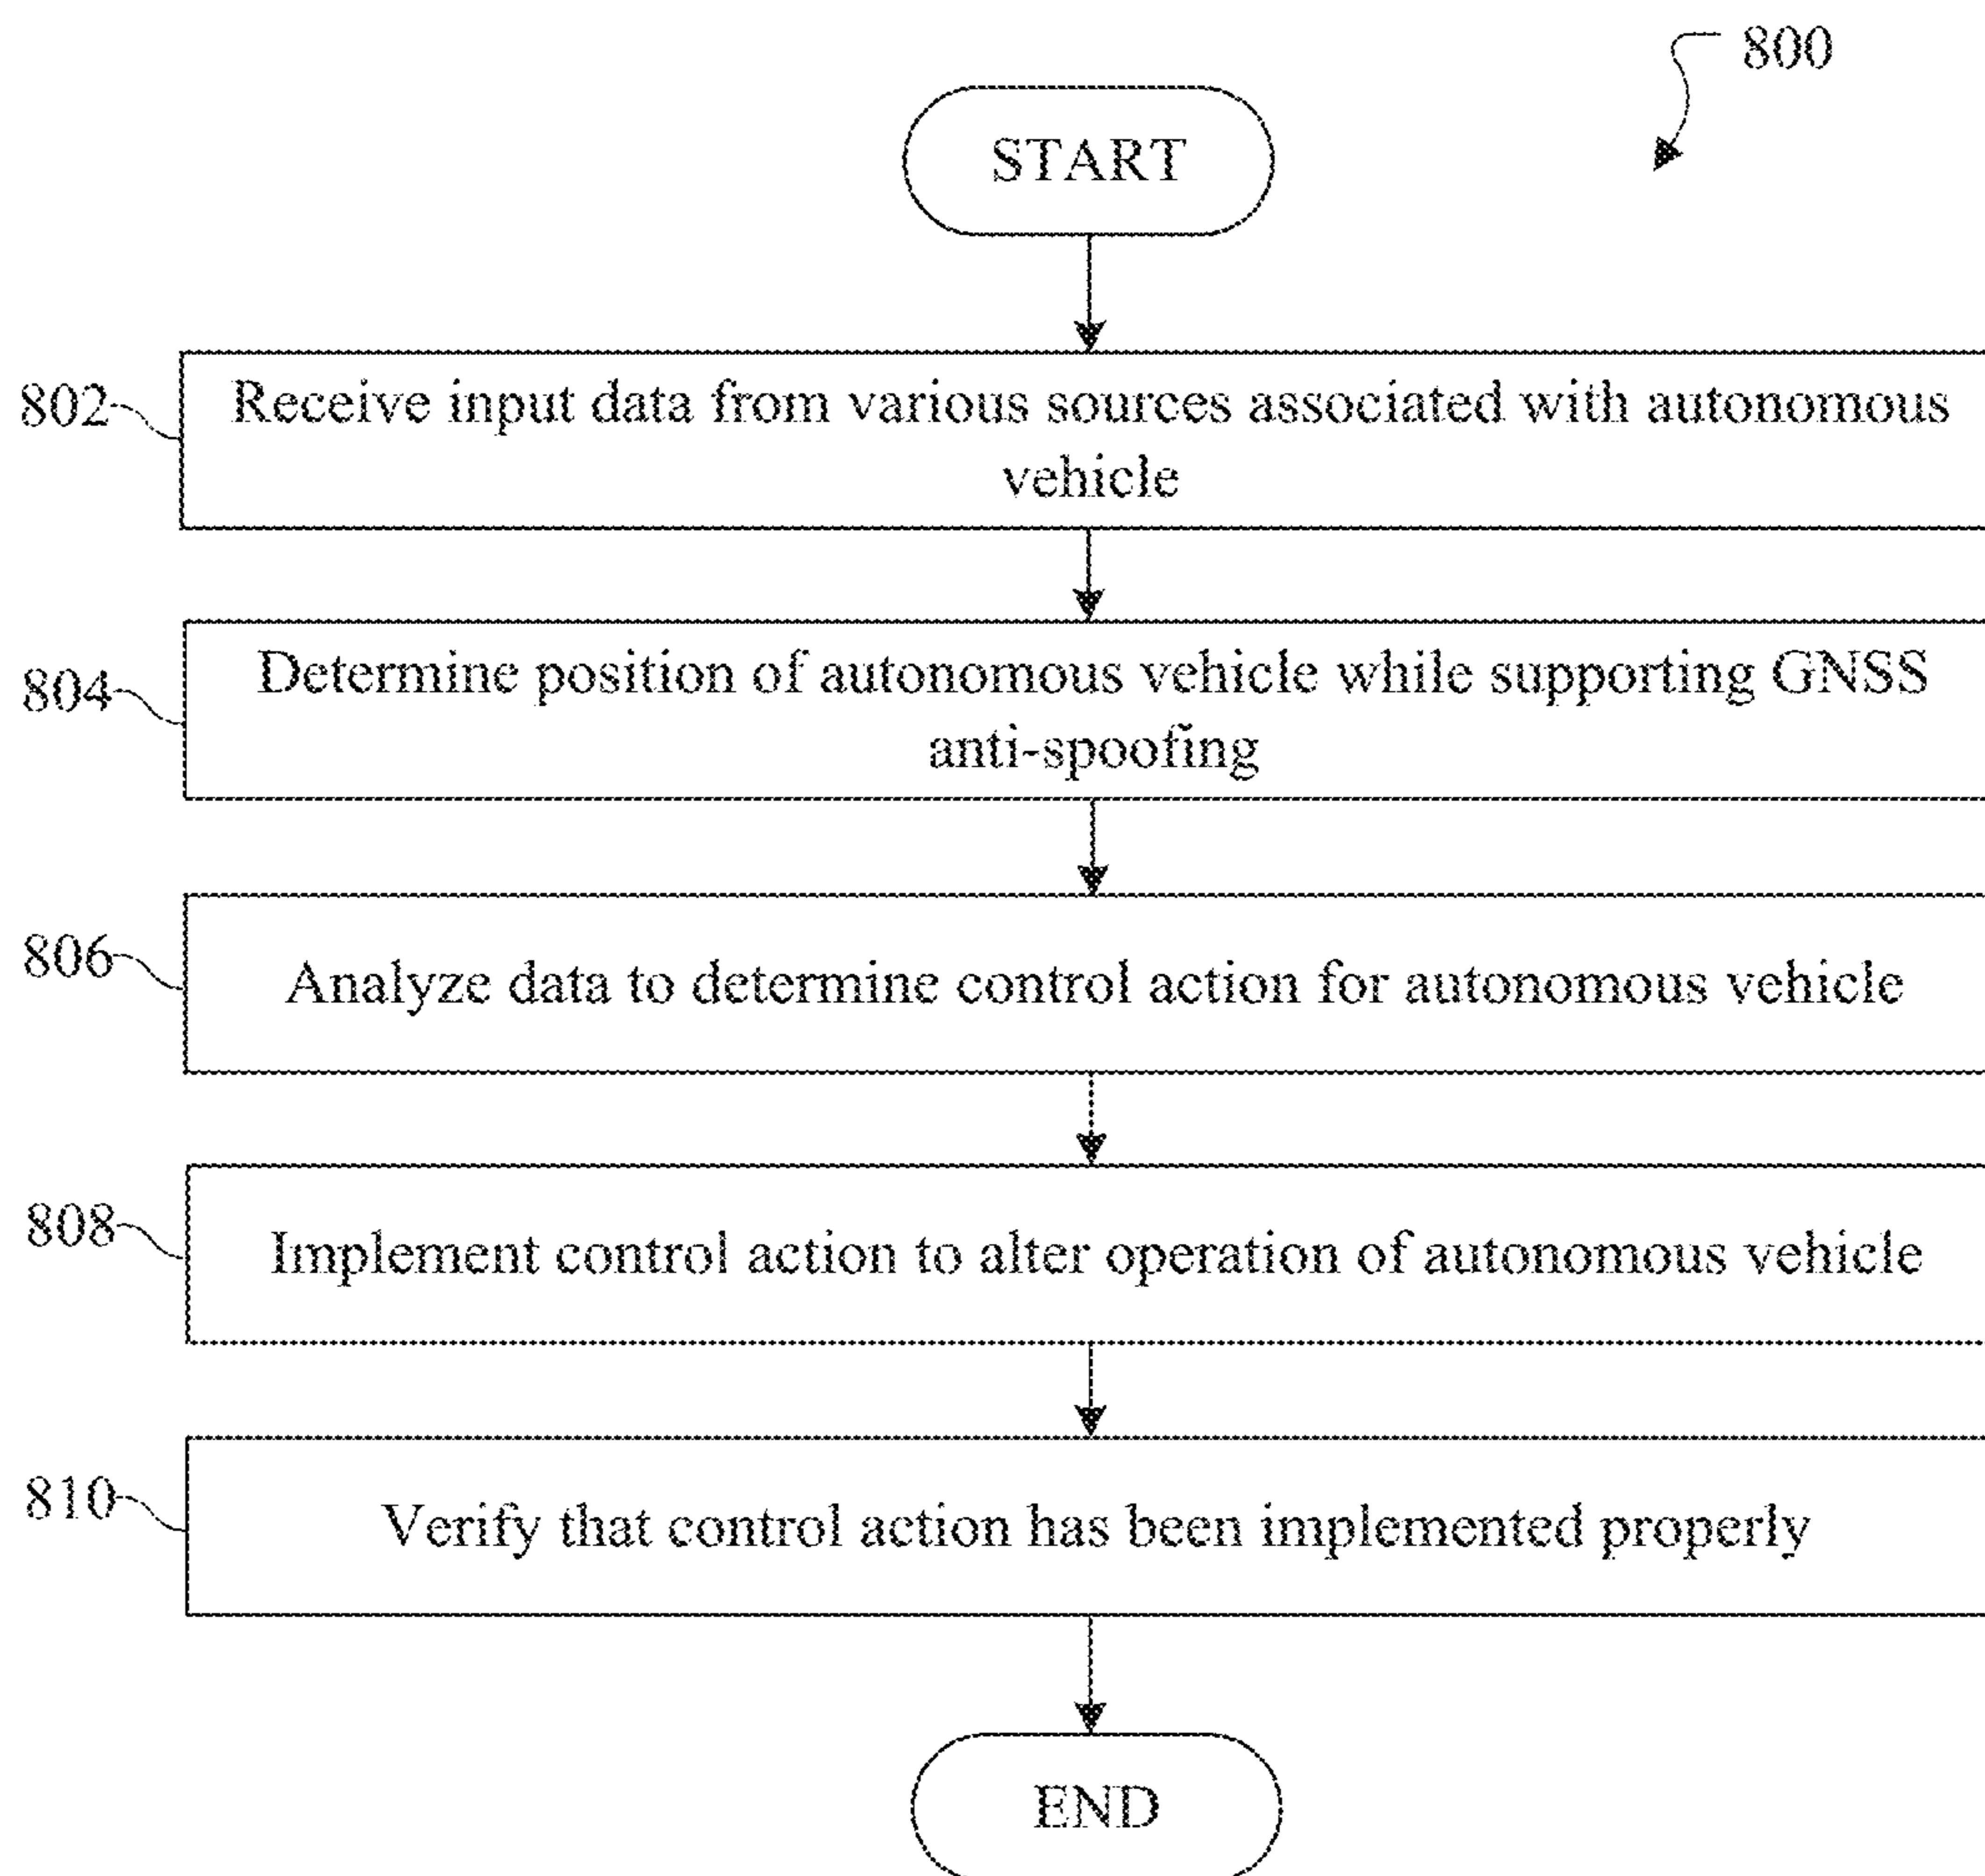 800
START
802
Receive input data from various sources associated with autonomous
vehicle
804
Determine position of autonomous vehicle while supporting GNSS
anti-spoofing
806
Analyze data to determine control action for autonomous vehicle
808
Implement control action to alter operation of autonomous vehicle
810
Verify that control action has been implemented properly
END